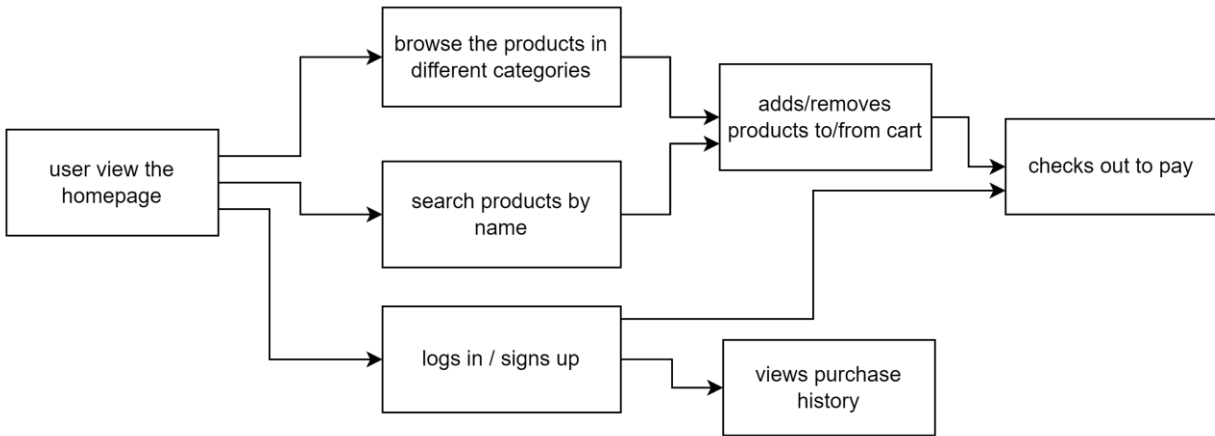 browse the products in
different categories
adds/removes
products to/from cart
user view the
homepage
checks out to pay
search products by
name
logs in / signs up
views purchase
history